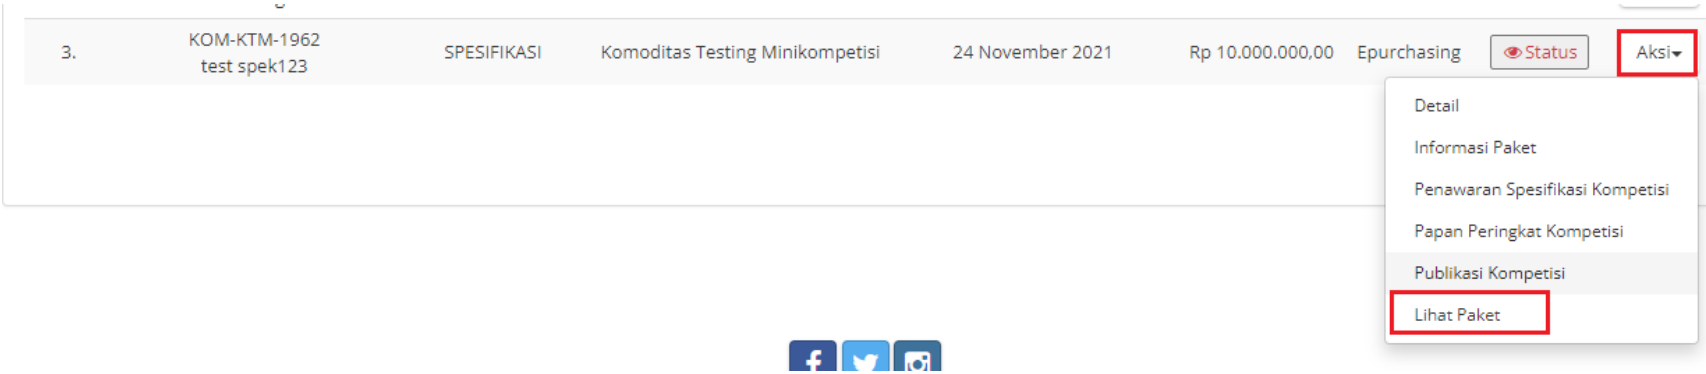 3.
KOM-KTM-1962
test spek123
SPESIFIKASI
Komoditas Testing Minikompetisi
24 November 2021
Rp 10.000.000,00
Epurchasing
Status
Aksi
Detail
Informasi Paket
Penawaran Spesifikasi Kompetisi
Papan Peringkat Kompetisi
Publikasi Kompetisi
Lihat Paket